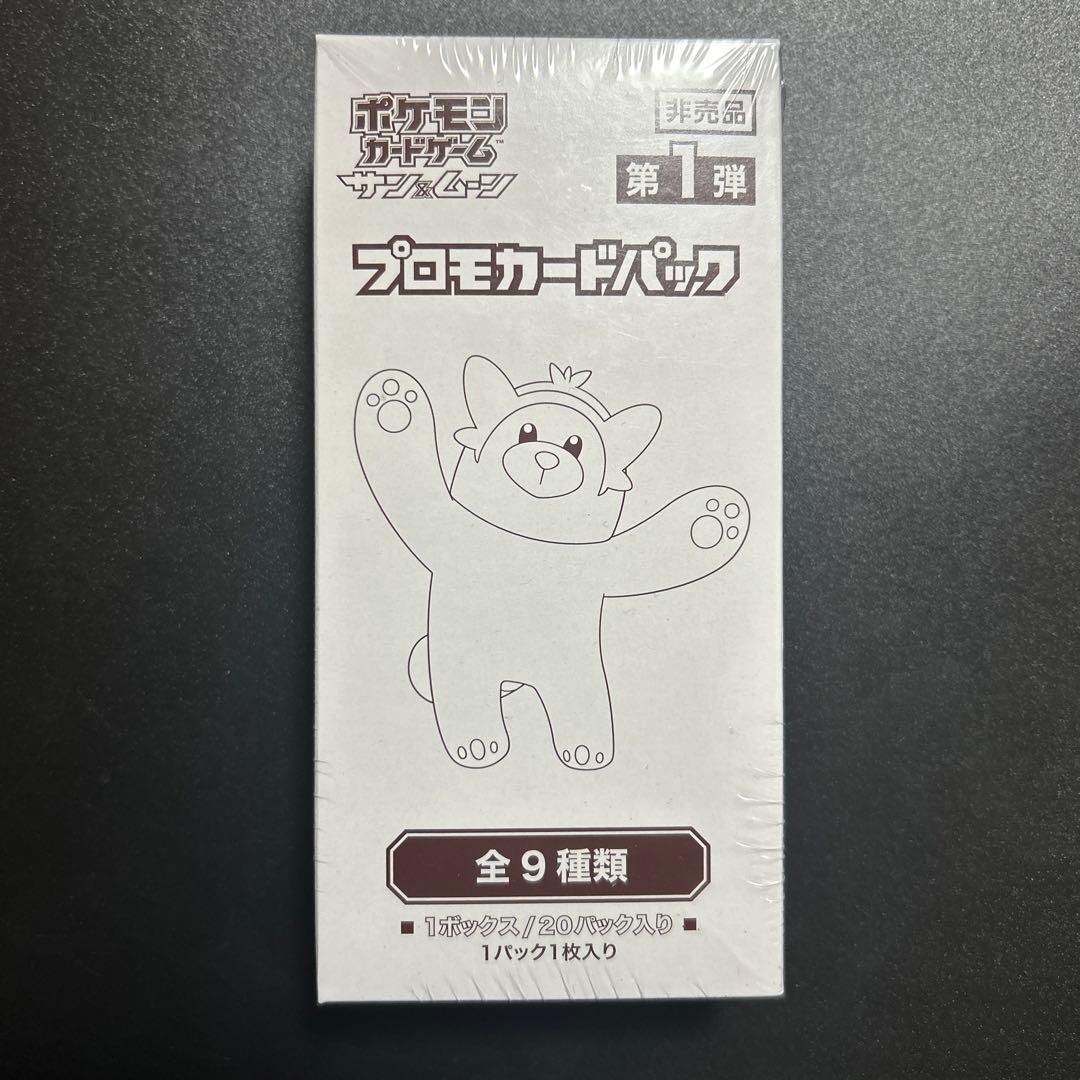 ポケモン
カードゲーム™
サン&ムーン
非売品
第1弾
プロモカードパック
全9種類
■ 1ボックス/20パック入り ■
1パック1枚入り